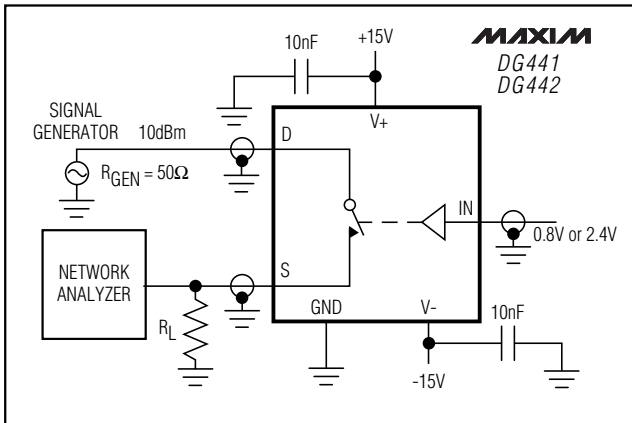 10nF
+15V
MAXIM
DG441
DG442
SIGNAL
GENERATOR
10dBm
D
V+
RGEN = 50Ω
IN
0.8V or 2.4V
NETWORK
ANALYZER
S
RL
GND
V-
10nF
-15V